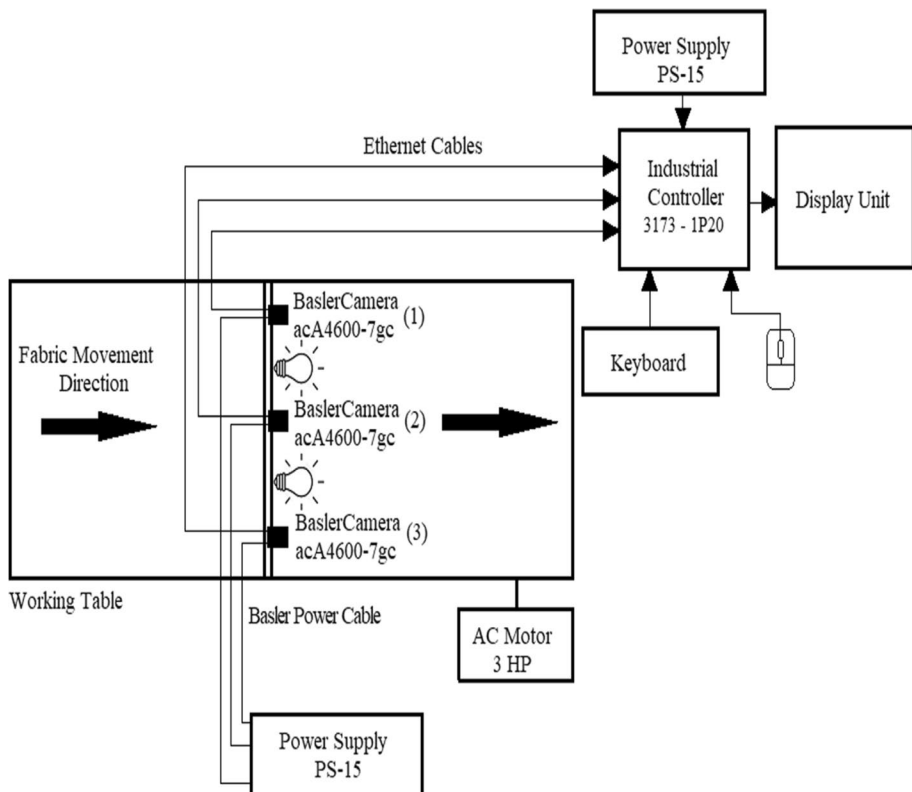 Power Supply
PS-15
Ethernet Cables
Industrial
Controller
3173 - 1P20
Display Unit
BaslerCamera
acA4600-7gc (1)
Fabric Movement
Direction
Keyboard
BaslerCamera
acA4600-7gc (2)
BaslerCamera
acA4600-7gc (3)
Working Table
Basler Power Cable
AC Motor
3 HP
Power Supply
PS-15